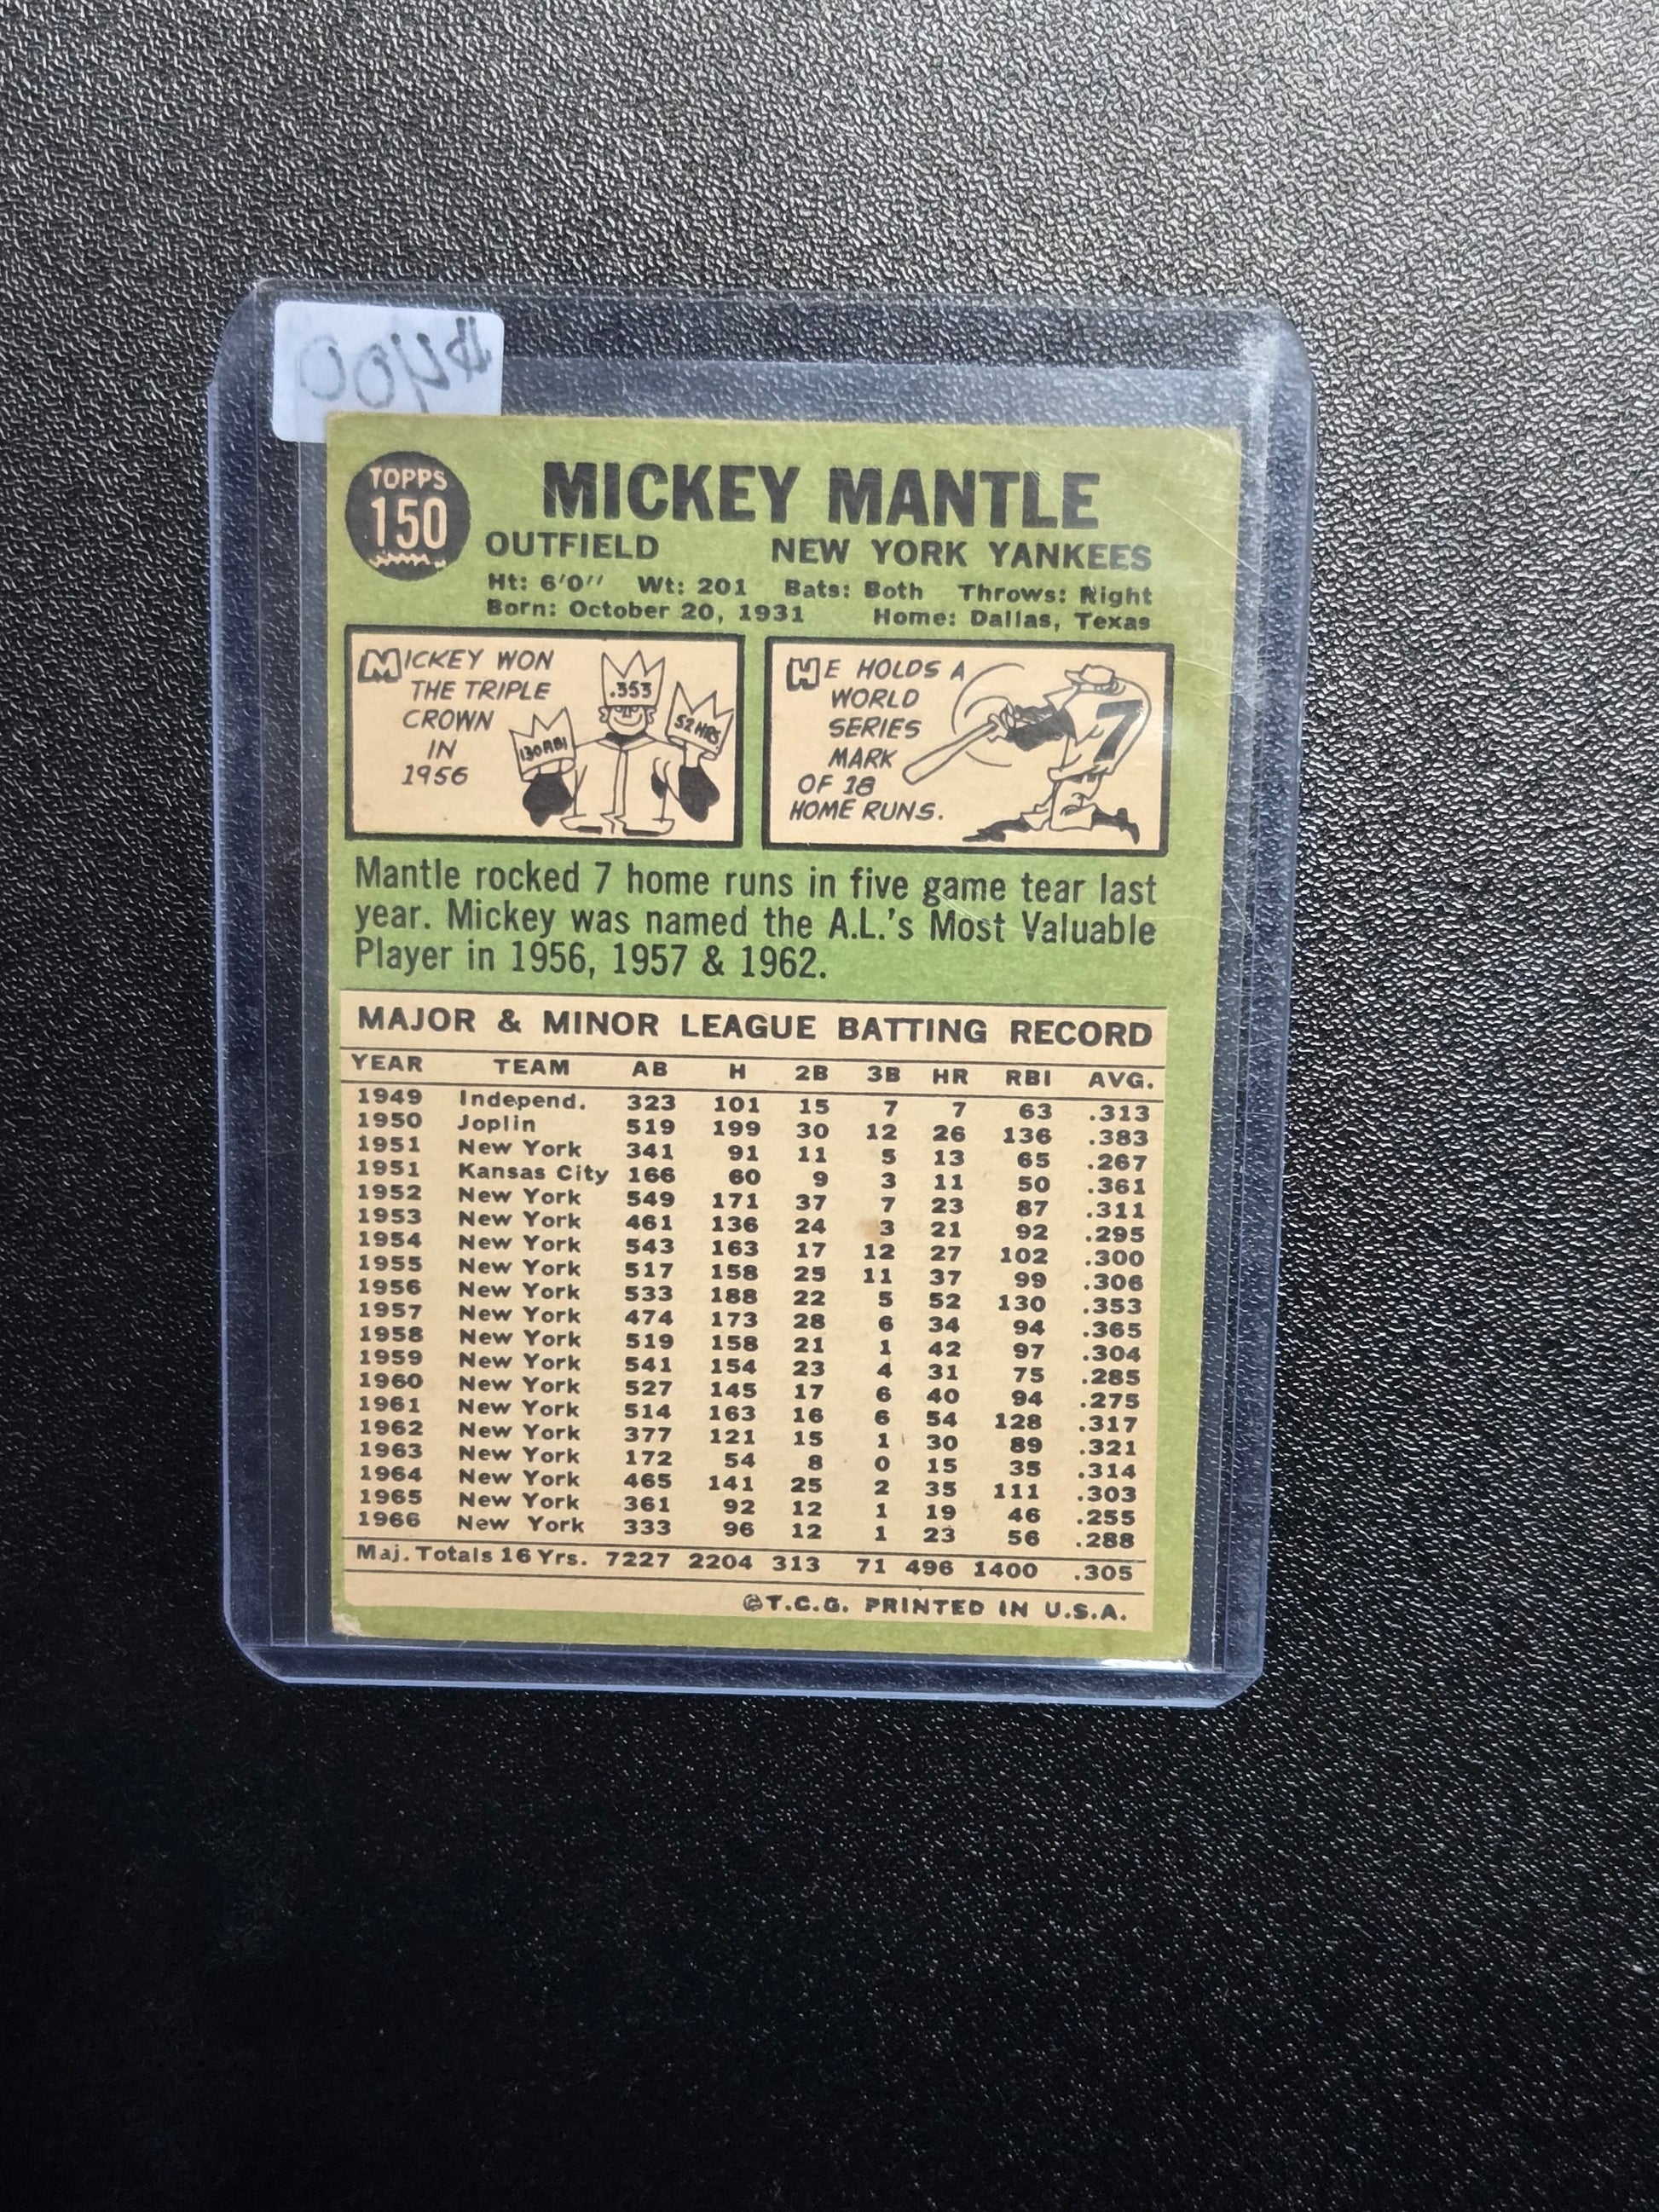 $400
TOPPS
150
MICKEY MANTLE
OUTFIELD NEW YORK YANKEES
Ht: 6'0'' Wt: 201 Bats: Both Throws: Right
Born: October 20, 1931 Home: Dallas, Texas
MICKEY WON
THE TRIPLE
CROWN
IN
1956
.353
130 RBI
52 HRS
HE HOLDS A
WORLD
SERIES
MARK
OF 18
HOME RUNS.
7
Mantle rocked 7 home runs in five game tear last
year. Mickey was named the A.L.'s Most Valuable
Player in 1956, 1957 & 1962.
MAJOR & MINOR LEAGUE BATTING RECORD
YEAR TEAM AB H 2B 3B HR RBI AVG.
1949 Independ. 323 101 15 7 7 63 .313
1950 Joplin 519 199 30 12 26 136 .383
1951 New York 341 91 11 5 13 65 .267
1951 Kansas City 166 60 9 3 11 50 .361
1952 New York 549 171 37 7 23 87 .311
1953 New York 461 136 24 3 21 92 .295
1954 New York 543 163 17 12 27 102 .300
1955 New York 517 158 25 11 37 99 .306
1956 New York 533 188 22 5 52 130 .353
1957 New York 474 173 28 6 34 94 .365
1958 New York 519 158 21 1 42 97 .304
1959 New York 541 154 23 4 31 75 .285
1960 New York 527 145 17 6 40 94 .275
1961 New York 514 163 16 6 54 128 .317
1962 New York 377 121 15 1 30 89 .321
1963 New York 172 54 8 0 15 35 .314
1964 New York 465 141 25 2 35 111 .303
1965 New York 361 92 12 1 19 46 .255
1966 New York 333 96 12 1 23 56 .288
Maj. Totals 16 Yrs. 7227 2204 313 71 496 1400 .305
©T.C.G. PRINTED IN U.S.A.